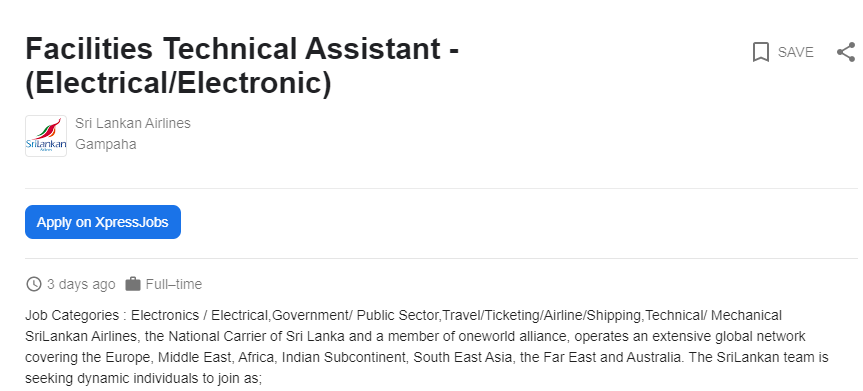 Facilities Technical Assistant -
(Electrical/Electronic)
SAVE
Sri Lankan Airlines
Gampaha
SriLankan
Apply on XpressJobs
3 days ago
Full–time
Job Categories : Electronics / Electrical,Government/ Public Sector,Travel/Ticketing/Airline/Shipping,Technical/ Mechanical
SriLankan Airlines, the National Carrier of Sri Lanka and a member of oneworld alliance, operates an extensive global network
covering the Europe, Middle East, Africa, Indian Subcontinent, South East Asia, the Far East and Australia. The SriLankan team is
seeking dynamic individuals to join as;